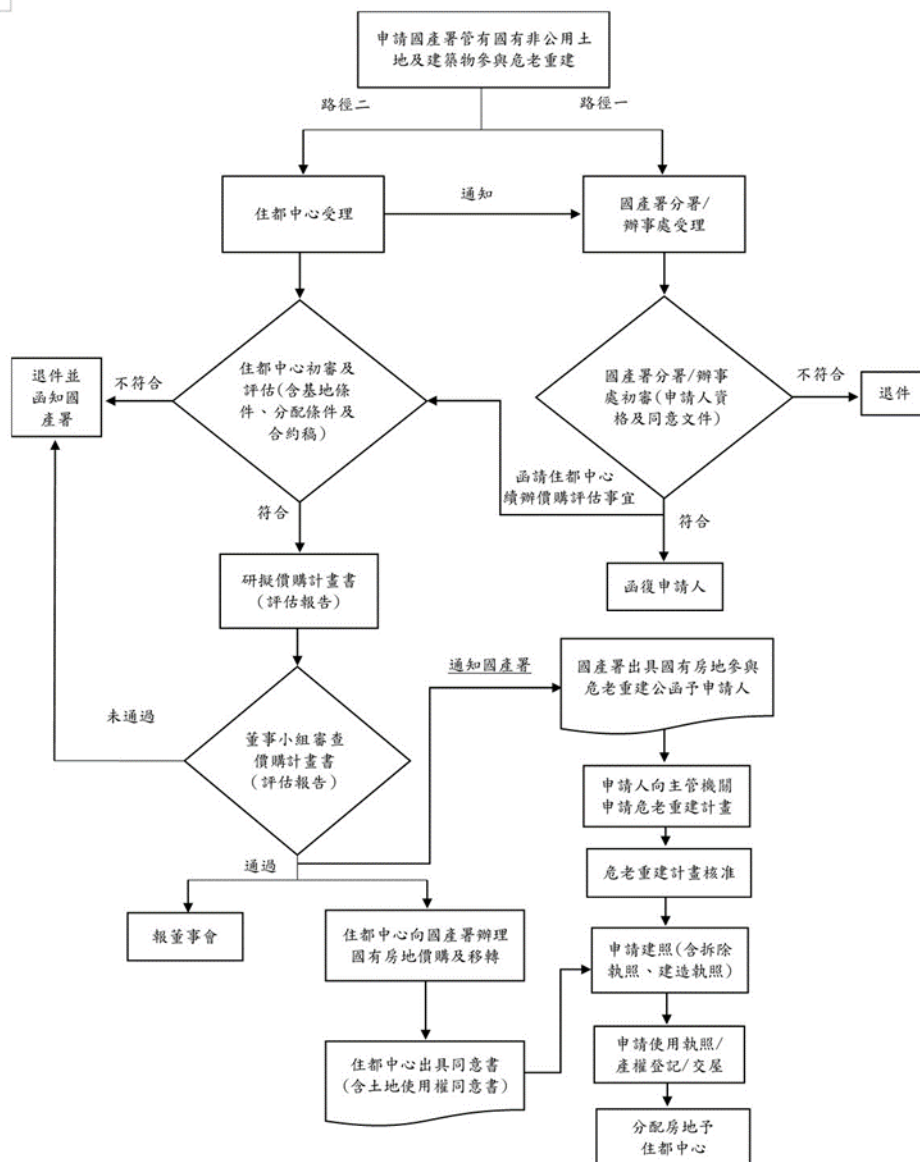 申請國產署管有國有非公用土
地及建築物參與危老重建
路徑二
路徑一
住都中心受理
通知
國產署分署/
辦事處受理
退件並
函知國
產署
不符合
住都中心初審及
評估(含基地條
件、分配條件及
合約稿)
國產署分署/辦事
處初審(申請人資
格及同意文件)
不符合
退件
函請住都中心
續辦價購評估事宜
符合
符合
研擬價購計畫書
(評估報告)
函復申請人
通知國產署
國產署出具國有房地參與
危老重建公函予申請人
未通過
董事小組審查
價購計畫書
(評估報告)
申請人向主管機關
申請危老重建計畫
通過
危老重建計畫核准
報董事會
住都中心向國產署辦理
國有房地價購及移轉
申請建照(含拆除
執照、建造執照)
住都中心出具同意書
(含土地使用權同意書)
申請使用執照/
產權登記/交屋
分配房地予
住都中心